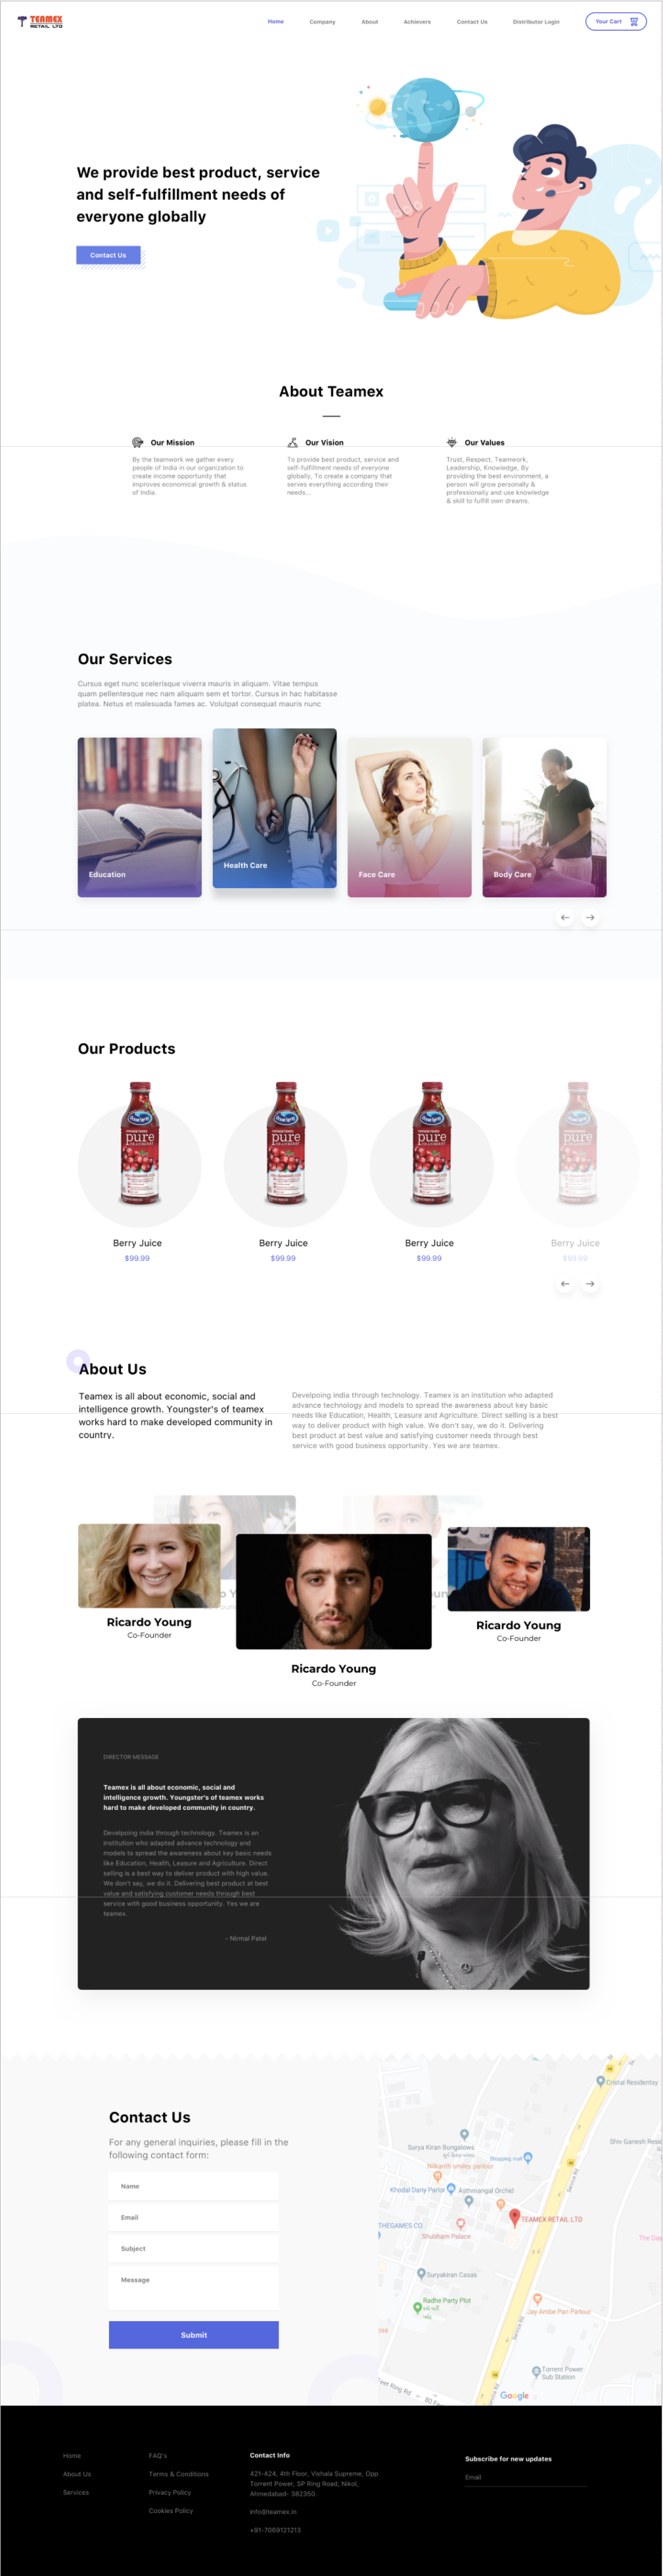 TEAMEX
RETAIL LTD
Home
Company
About
Achievers
Contact Us
Distributor Login
Your Cart
We provide best product, service
and self-fulfillment needs of
everyone globally
Contact Us
About Teamex
Our Mission
By the teamwork we gather every
people of India in our organization to
create income opportunity that
improves economical growth & status
of India.
Our Vision
To provide best product, service and
self-fulfillment needs of everyone
globally, To create a company that
serves everything according their
needs...
Our Values
Trust, Respect, Teamwork,
Leadership, Knowledge, By
providing the best environment, a
person will grow personally &
professionally and use knowledge
& skill to fulfill own dreams.
Our Services
Cursus eget nunc scelerisque viverra mauris in aliquam. Vitae tempus
quam pellentesque nec nam aliquam sem et tortor. Cursus in hac habitasse
platea. Netus et malesuada fames ac. Volutpat consequat mauris nunc
Education
Health Care
Face Care
Body Care
Our Products
pure
pure
pure
pure
Berry Juice
$99.99
Berry Juice
$99.99
Berry Juice
$99.99
Berry Juice
$99.99
About Us
Teamex is all about economic, social and
intelligence growth. Youngster's of teamex
works hard to make developed community in
country.
Develpoing india through technology. Teamex is an institution who adapted
advance technology and models to spread the awareness about key basic
needs like Education, Health, Leasure and Agriculture. Direct selling is a best
way to deliver product with high value. We don't say, we do it. Delivering
best product at best value and satisfying customer needs through best
service with good business opportunity. Yes we are teamex.
Ricardo Young
Co-Founder
Ricardo Young
Co-Founder
Ricardo Young
Co-Founder
DIRECTOR MESSAGE
Teamex is all about economic, social and
intelligence growth. Youngster's of teamex works
hard to make developed community in country.
Develpoing india through technology. Teamex is an
institution who adapted advance technology and
models to spread the awareness about key basic needs
like Education, Health, Leasure and Agriculture. Direct
selling is a best way to deliver product with high value.
We don't say, we do it. Delivering best product at best
value and satisfying customer needs through best
service with good business opportunity. Yes we are
teamex.
- Nirmal Patel
Contact Us
For any general inquiries, please fill in the
following contact form:
Name
Email
Subject
Message
Submit
Cristal Residentsy
Shiv Ganesh Resid
Surya Kiran Bungalows
Shopping mall
Nilkanth smiley parlour
Khodal Dariy Parlor
Asthmangal Orchid
THEGAMES CO
TEAMEX RETAIL LTD
Shubham Palace
The Day
Suryakiran Casas
Radhe Party Plot
Jay Ambe Pan Parlour
Torrent Power
Sub Station
Service Rd
Service Rd
Google
Home
About Us
Services
FAQ's
Terms & Conditions
Privacy Policy
Cookies Policy
Contact Info
421-424, 4th Floor, Vishala Supreme, Opp
Torrent Power, SP Ring Road, Nikol,
Ahmedabad- 382350.
info@teamex.in
+91-7069121213
Subscribe for new updates
Email